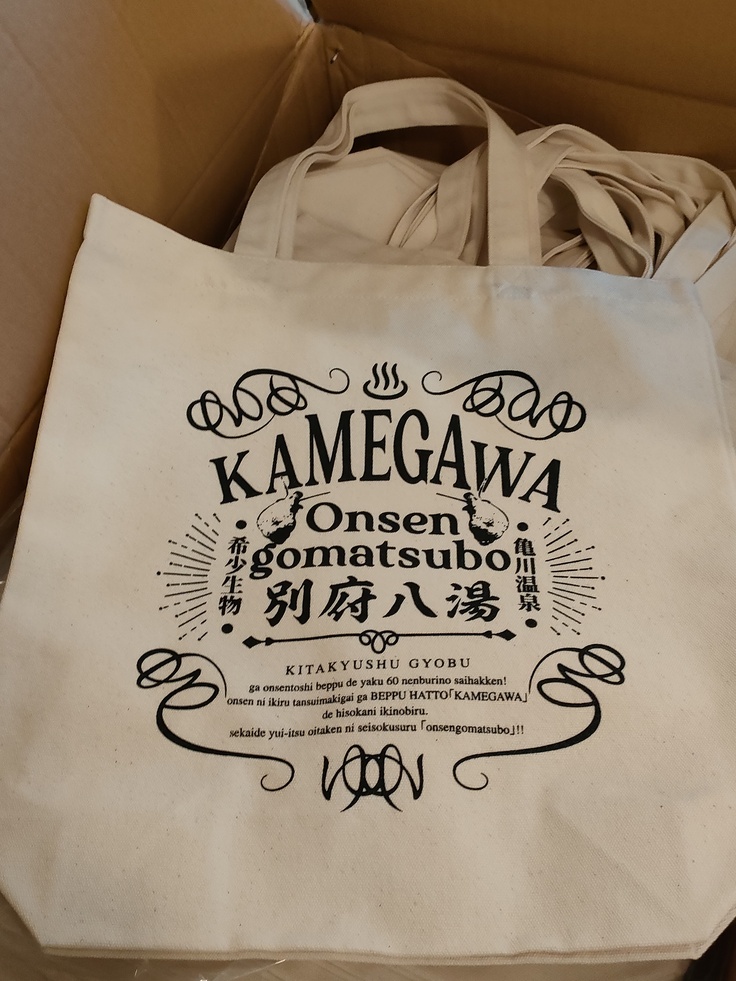 KAMEGAWA
Onsen
gomatsubo
希少生物
亀川温泉
別府八湯
KITAKYUSHU GYOBU
ga onsentoshi beppu de yaku 60 nenburino saihakken!
onsen ni ikiru tansuimakigai ga BEPPU HATTO「KAMEGAWA」
de hisokani ikinobiru.
sekaide yui-itsu oitaken ni seisokusuru「onsengomatsubo」!!